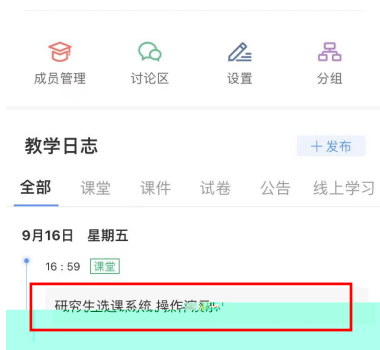 成员管理 讨论区 设置 分组
教学日志 + 发布
全部 课堂 课件 试卷 公告 线上学习
9月16日 星期五
16:59 课堂
研究生选课系统 操作